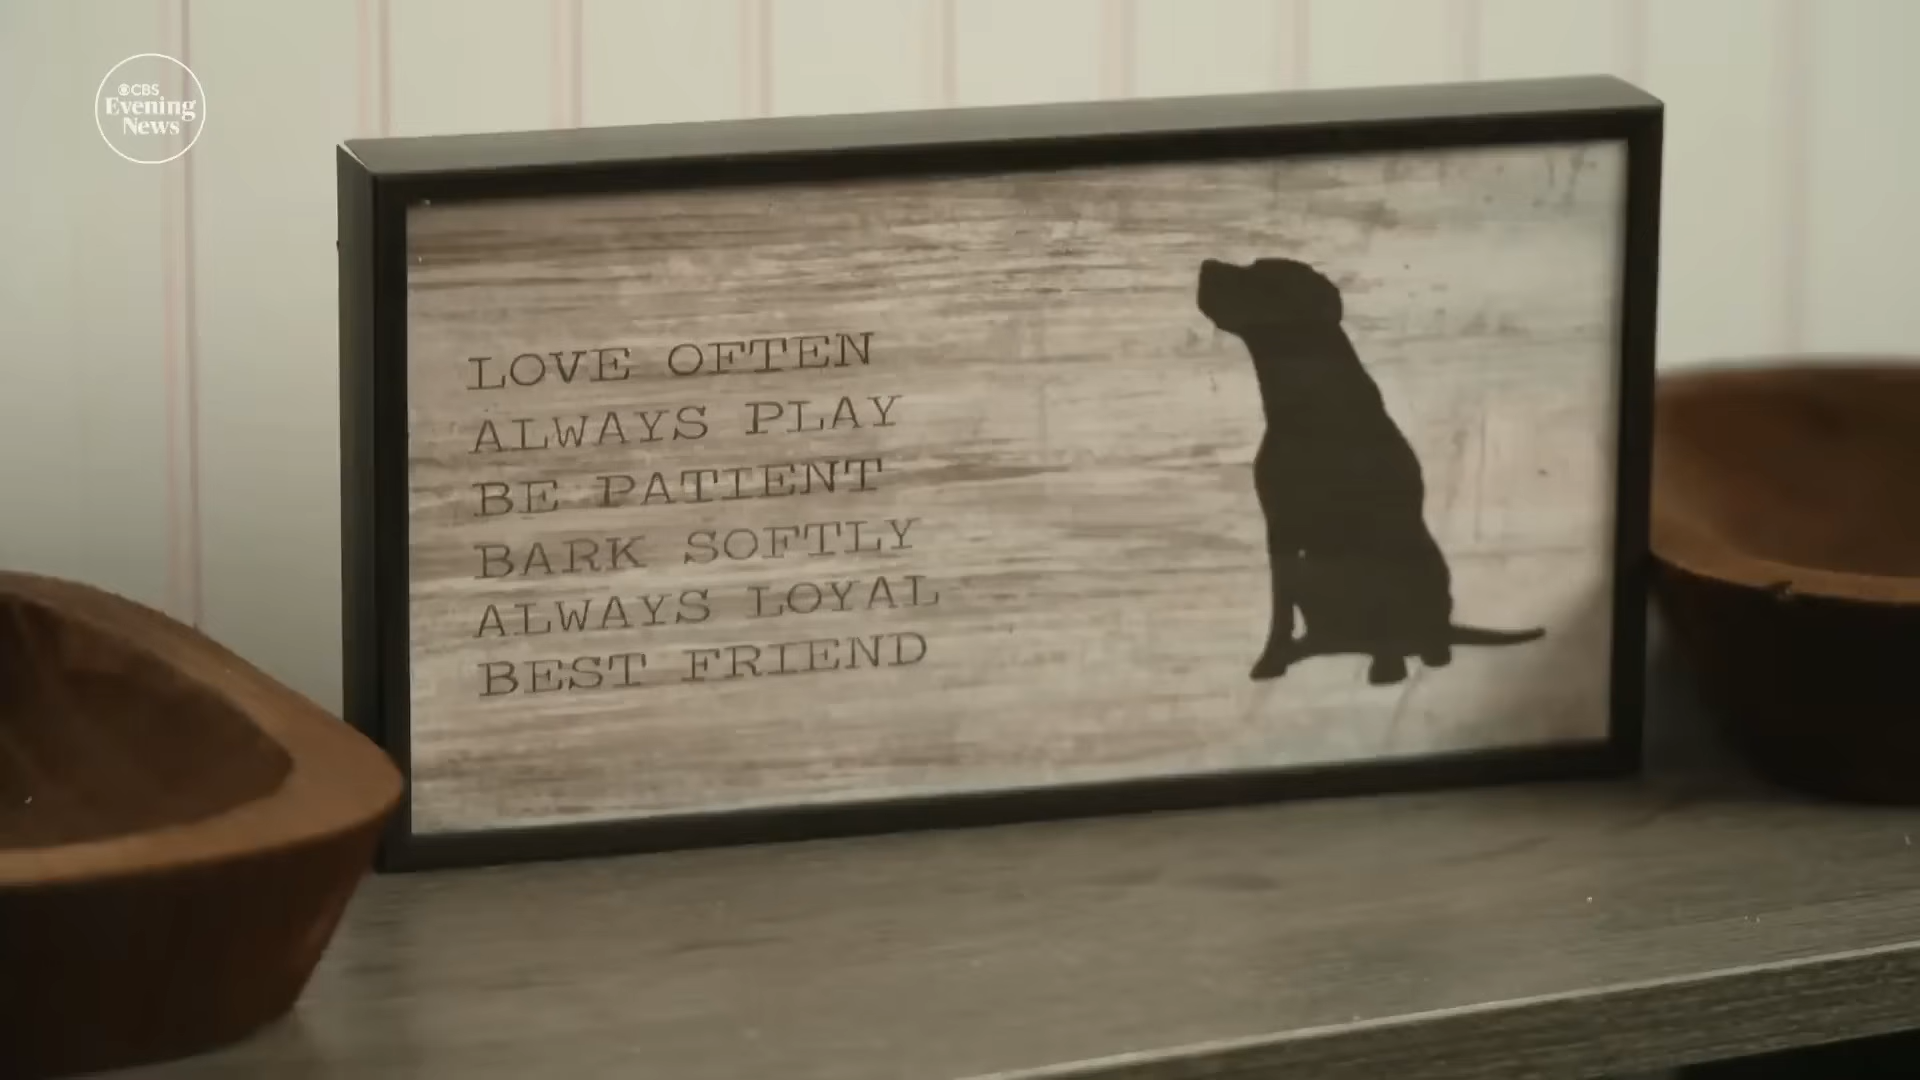 CBS
Evening
News
LOVE OFTEN
ALWAYS PLAY
BE PATIENT
BARK SOFTLY
ALWAYS LOYAL
BEST FRIEND